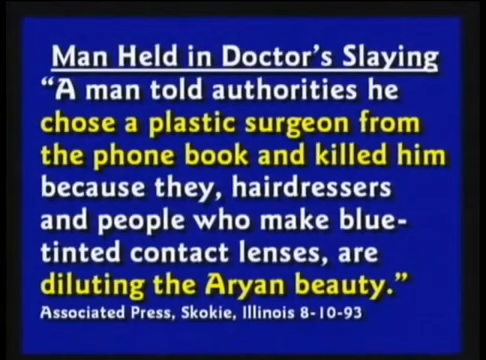 Man Held in Doctor's Slaying
"A man told authorities he
chose a plastic surgeon from
the phone book and killed him
because they, hairdressers
and people who make blue-
tinted contact lenses, are
diluting the Aryan beauty."
Associated Press, Skokie, Illinois 8-10-93